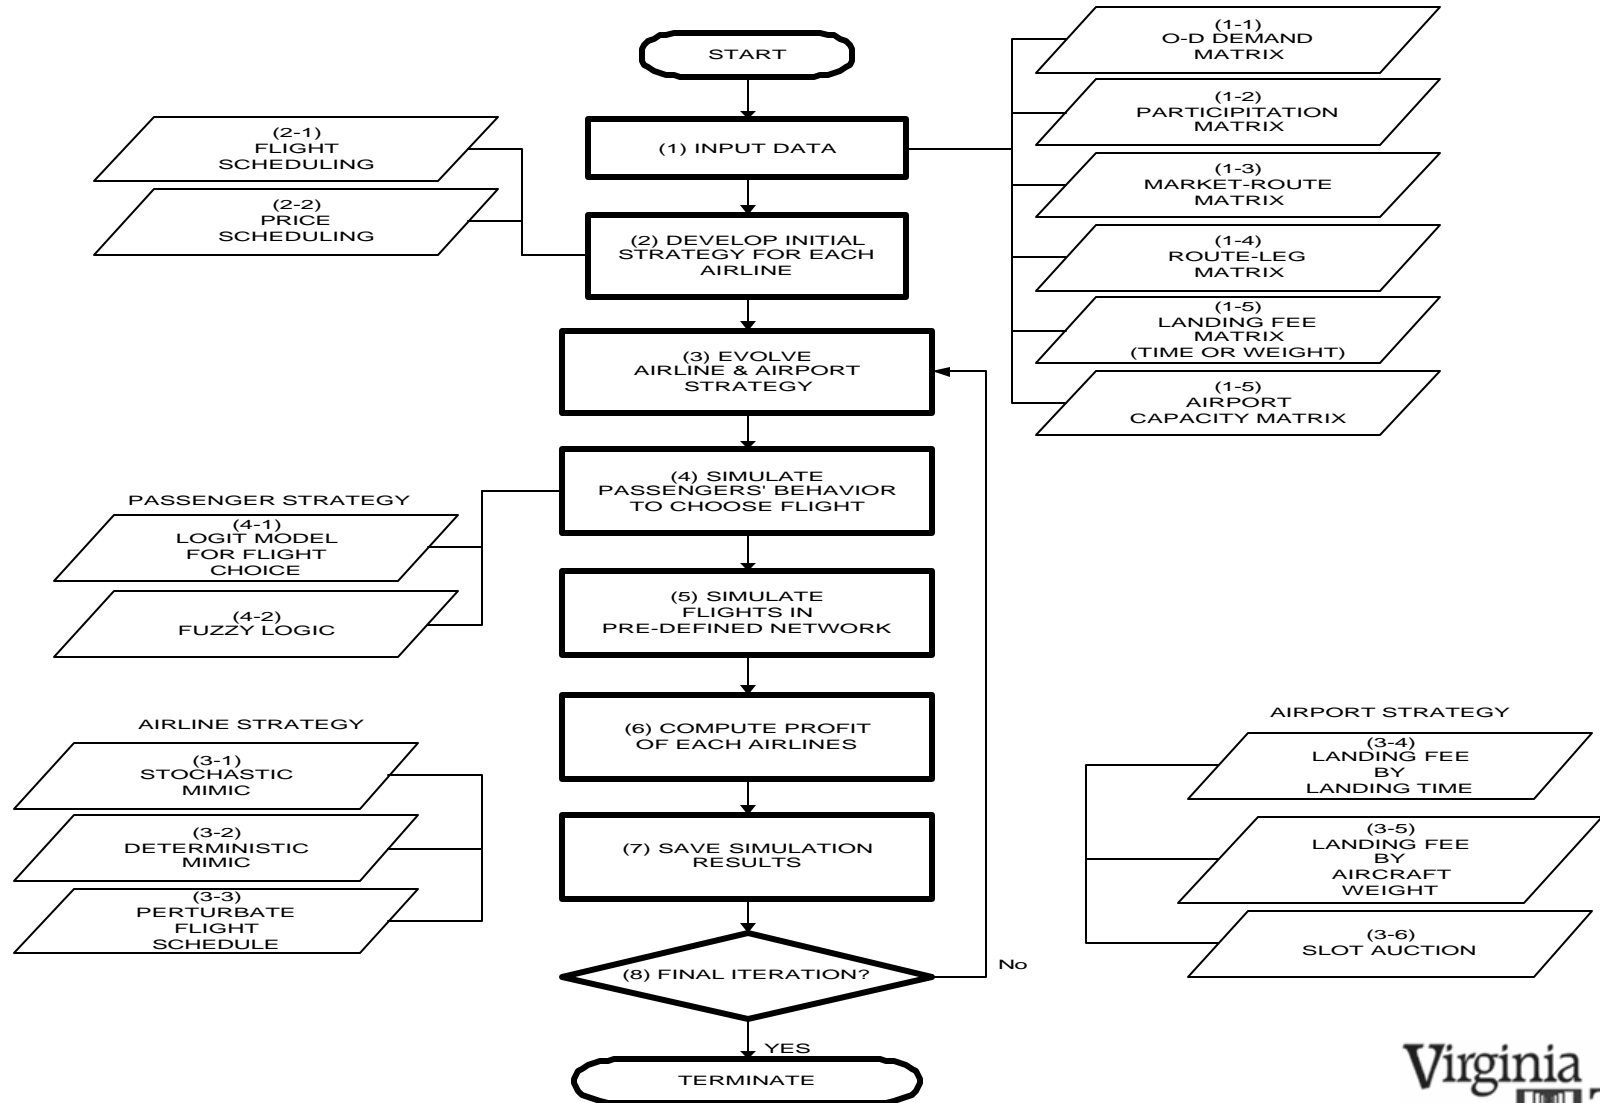 START
(1) INPUT DATA
(1-1)
O-D DEMAND
MATRIX
(1-2)
PARTICIPITATION
MATRIX
(1-3)
MARKET-ROUTE
MATRIX
(1-4)
ROUTE-LEG
MATRIX
(1-5)
LANDING FEE
MATRIX
(TIME OR WEIGHT)
(1-5)
AIRPORT
CAPACITY MATRIX
(2-1)
FLIGHT
SCHEDULING
(2-2)
PRICE
SCHEDULING
(2) DEVELOP INITIAL
STRATEGY FOR EACH
AIRLINE
(3) EVOLVE
AIRLINE & AIRPORT
STRATEGY
(4) SIMULATE
PASSENGERS' BEHAVIOR
TO CHOOSE FLIGHT
PASSENGER STRATEGY
(4-1)
LOGIT MODEL
FOR FLIGHT
CHOICE
(4-2)
FUZZY LOGIC
(5) SIMULATE
FLIGHTS IN
PRE-DEFINED NETWORK
(6) COMPUTE PROFIT
OF EACH AIRLINES
AIRLINE STRATEGY
(3-1)
STOCHASTIC
MIMIC
(3-2)
DETERMINISTIC
MIMIC
(3-3)
PERTURBATE
FLIGHT
SCHEDULE
AIRPORT STRATEGY
(3-4)
LANDING FEE
BY
LANDING TIME
(3-5)
LANDING FEE
BY
AIRCRAFT
WEIGHT
(3-6)
SLOT AUCTION
(7) SAVE SIMULATION
RESULTS
(8) FINAL ITERATION?
No
YES
TERMINATE
Virginia